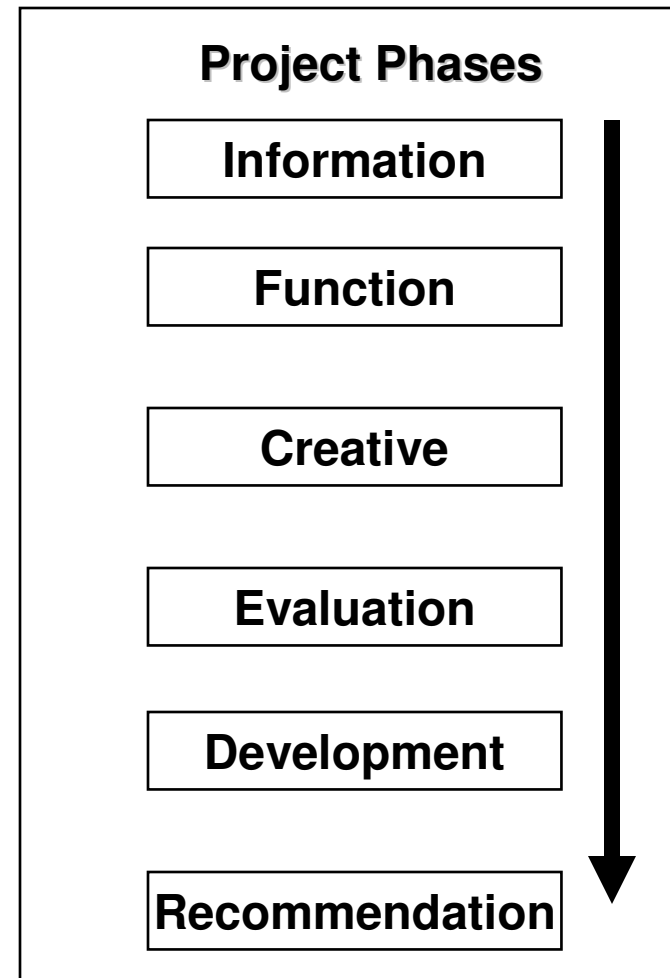 Project Phases
Information
Function
Creative
Evaluation
Development
Recommendation